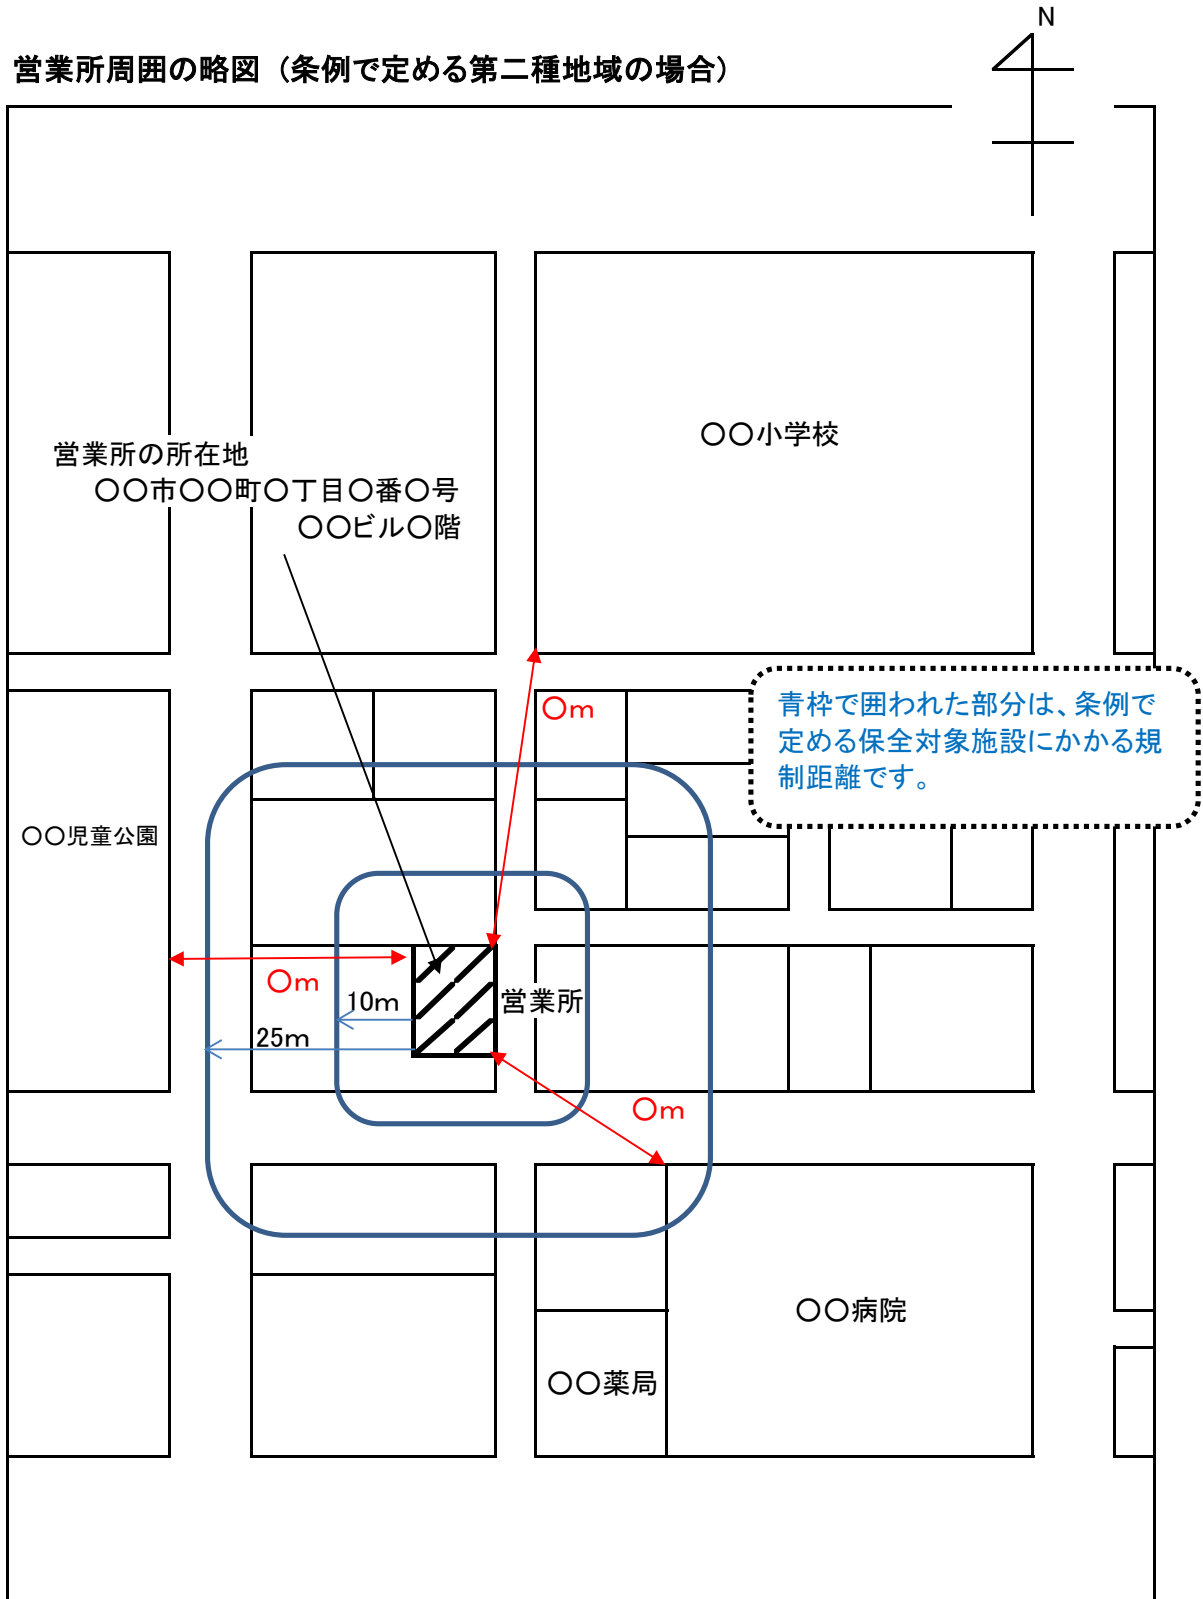 N
営業所周囲の略図（条例で定める第二種地域の場合）
〇〇小学校
営業所の所在地
〇〇市〇〇町〇丁目〇番〇号
〇〇ビル〇階
〇m
青枠で囲われた部分は、条例で
定める保全対象施設にかかる規
制距離です。
〇〇児童公園
〇m
10m
営業所
25m
〇m
〇〇病院
〇〇薬局